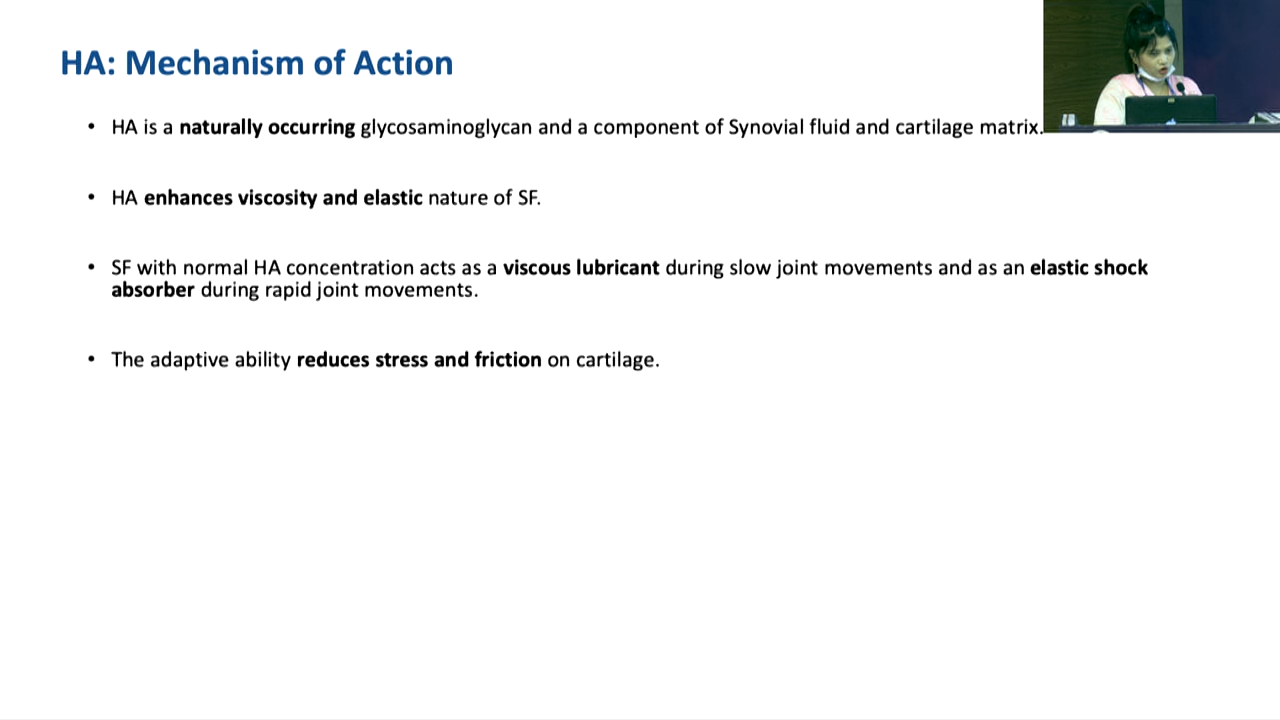 HA: Mechanism of Action
• HA is a naturally occurring glycosaminoglycan and a component of Synovial fluid and cartilage matrix.
• HA enhances viscosity and elastic nature of SF.
• SF with normal HA concentration acts as a viscous lubricant during slow joint movements and as an elastic shock
absorber during rapid joint movements.
• The adaptive ability reduces stress and friction on cartilage.